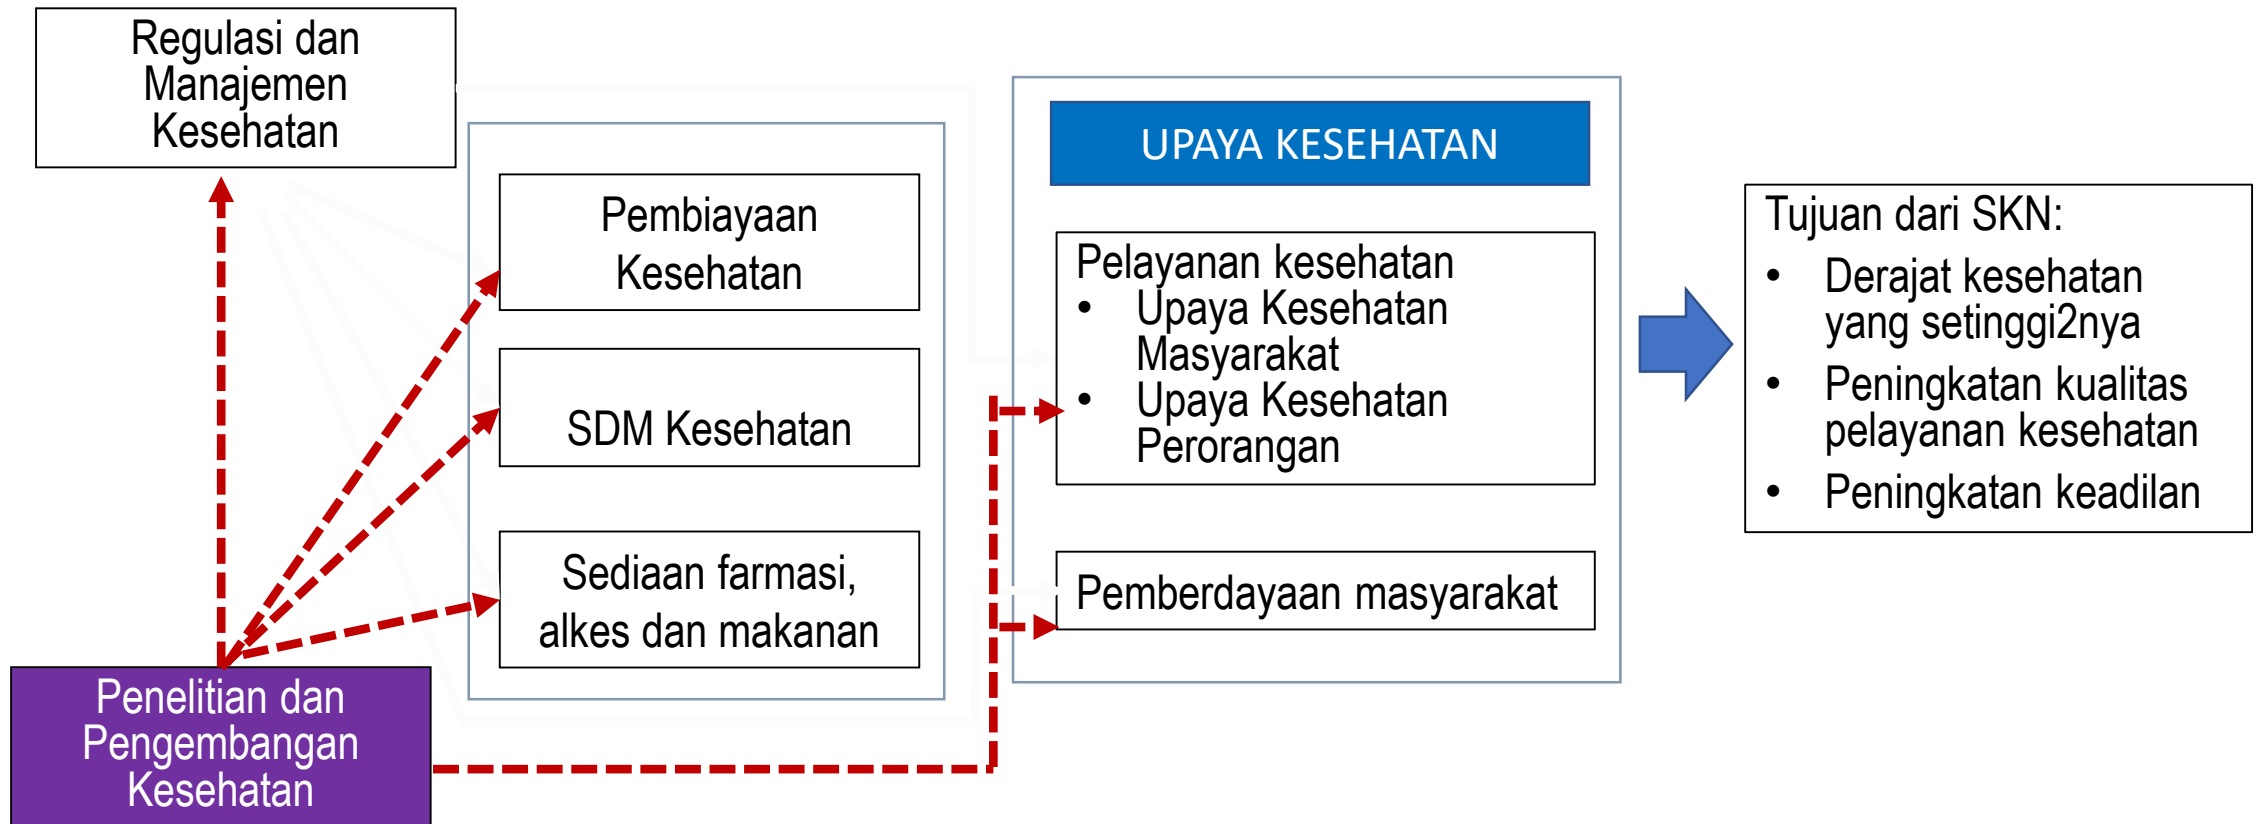 Regulasi dan
Manajemen
Kesehatan
Pembiayaan
Kesehatan
SDM Kesehatan
Sediaan farmasi,
alkes dan makanan
Penelitian dan
Pengembangan
Kesehatan
UPAYA KESEHATAN
Pelayanan kesehatan
• Upaya Kesehatan
Masyarakat
• Upaya Kesehatan
Perorangan
Pemberdayaan masyarakat
Tujuan dari SKN:
• Derajat kesehatan
yang setinggi2nya
• Peningkatan kualitas
pelayanan kesehatan
• Peningkatan keadilan